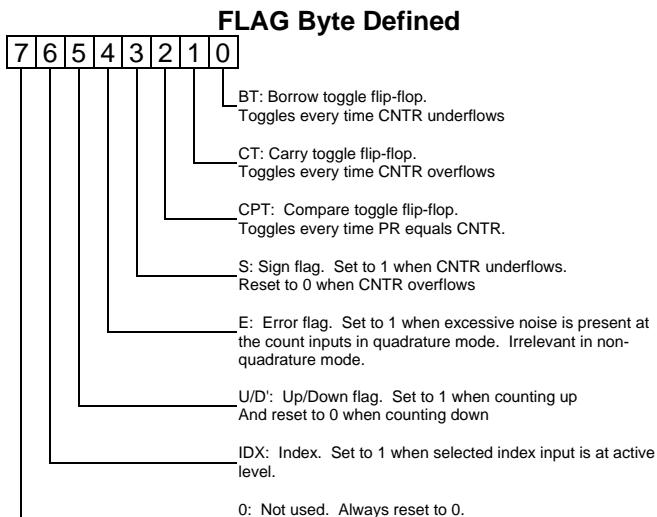 FLAG Byte Defined
7 6 5 4 3 2 1 0
BT: Borrow toggle flip-flop.
Toggles every time CNTR underflows
CT: Carry toggle flip-flop.
Toggles every time CNTR overflows
CPT: Compare toggle flip-flop.
Toggles every time PR equals CNTR.
S: Sign flag. Set to 1 when CNTR underflows.
Reset to 0 when CNTR overflows
E: Error flag. Set to 1 when excessive noise is present at
the count inputs in quadrature mode. Irrelevant in non-
quadrature mode.
U/D': Up/Down flag. Set to 1 when counting up
And reset to 0 when counting down
IDX: Index. Set to 1 when selected index input is at active
level.
0: Not used. Always reset to 0.